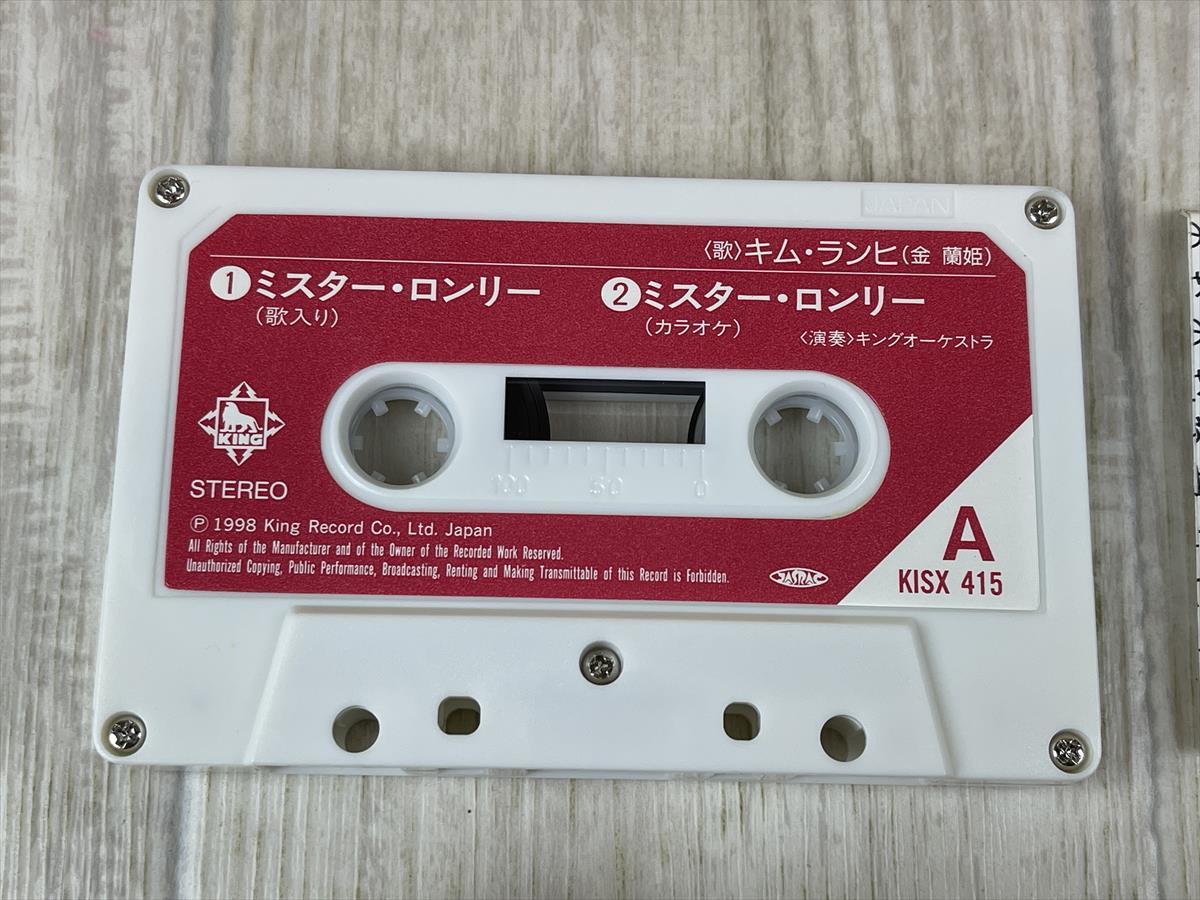 JAPAN
〈歌〉キム・ランヒ(金 蘭姫)
①ミスター・ロンリー
(歌入り)
②ミスター・ロンリー
(カラオケ)
〈演奏〉キングオーケストラ
KING
STEREO
100 50 0
Ⓟ 1998 King Record Co., Ltd. Japan
All Rights of the Manufacturer and of the Owner of the Recorded Work Reserved.
Unauthorized Copying, Public Performance, Broadcasting, Renting and Making Transmittable of this Record is Forbidden.
JASRAC
A
KISX 415